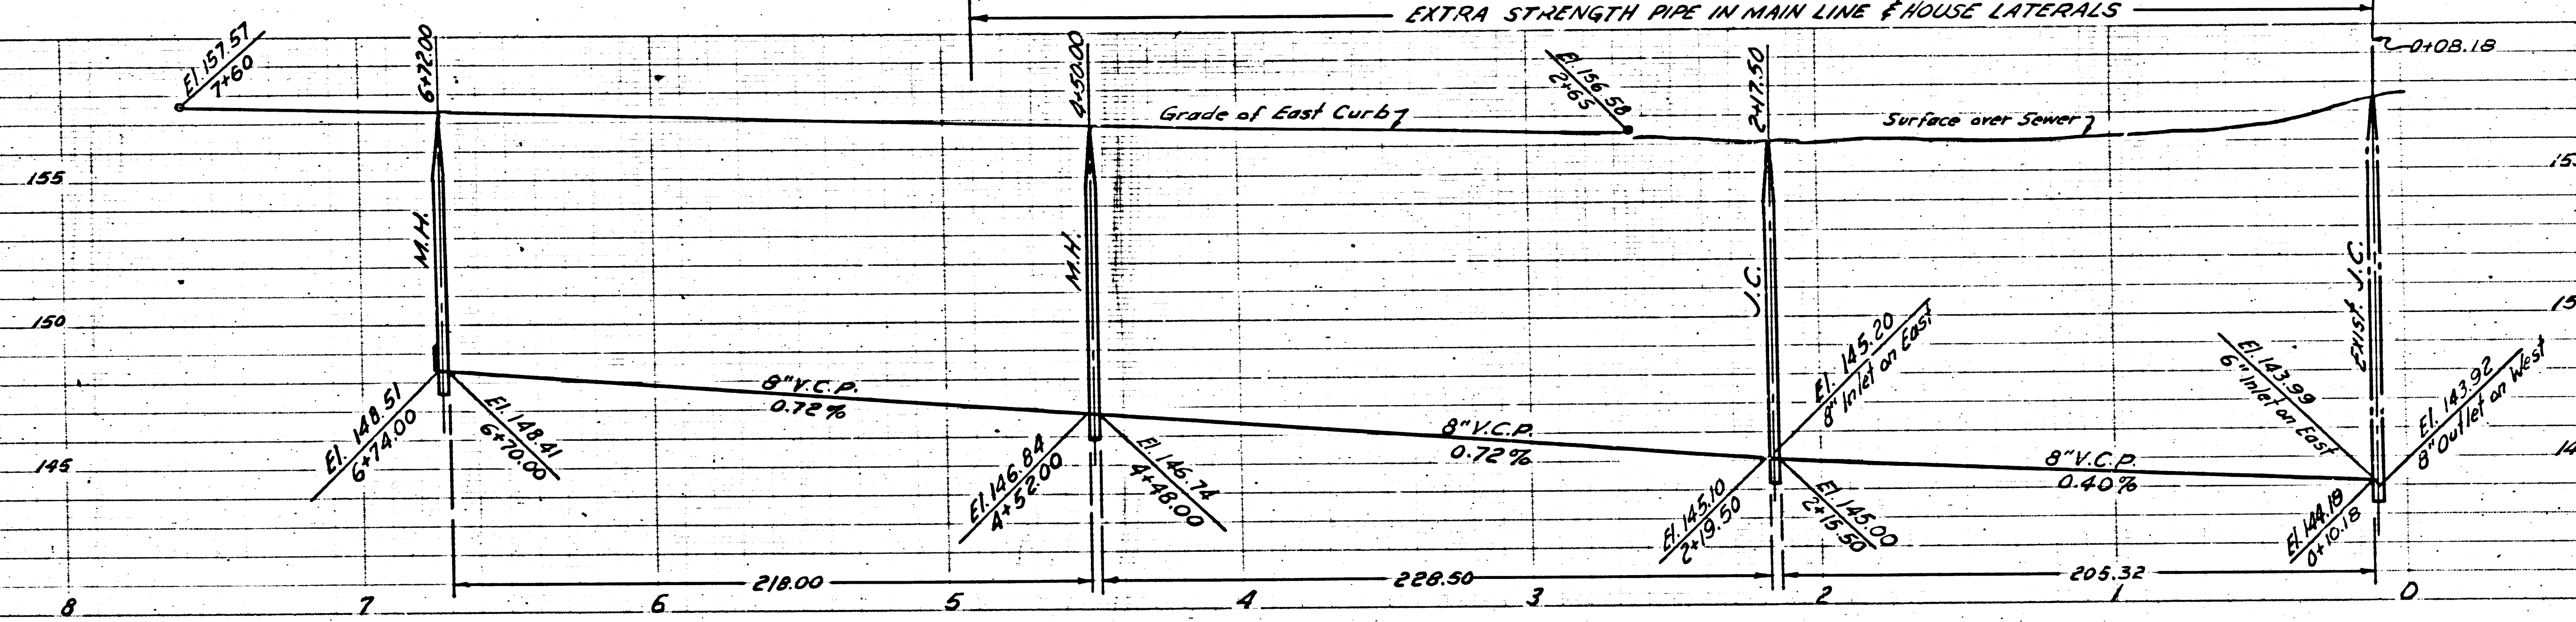 EXTRA STRENGTH PIPE IN MAIN LINE & HOUSE LATERALS
0+08.18
El. 157.57
7+60
6+72.00
4+50.00
El. 156.58
2+63
2+17.50
Grade of East Curb
Surface over Sewer
155
M.H.
M.H.
J.C.
EXIST. J.C.
150
145
8" V.C.P.
0.72%
8" V.C.P.
0.72%
8" V.C.P.
0.40%
El. 148.51
6+74.00
El. 148.41
6+70.00
El. 146.84
4+52.00
El. 146.74
4+48.00
El. 145.10
2+19.50
El. 145.00
2+15.50
El. 145.20
8" Inlet on East
El. 143.99
6" Inlet on East
El. 143.92
8" Outlet on West
El. 144.18
0+10.18
218.00
228.50
205.32
8 7 6 5 4 3 2 1 0